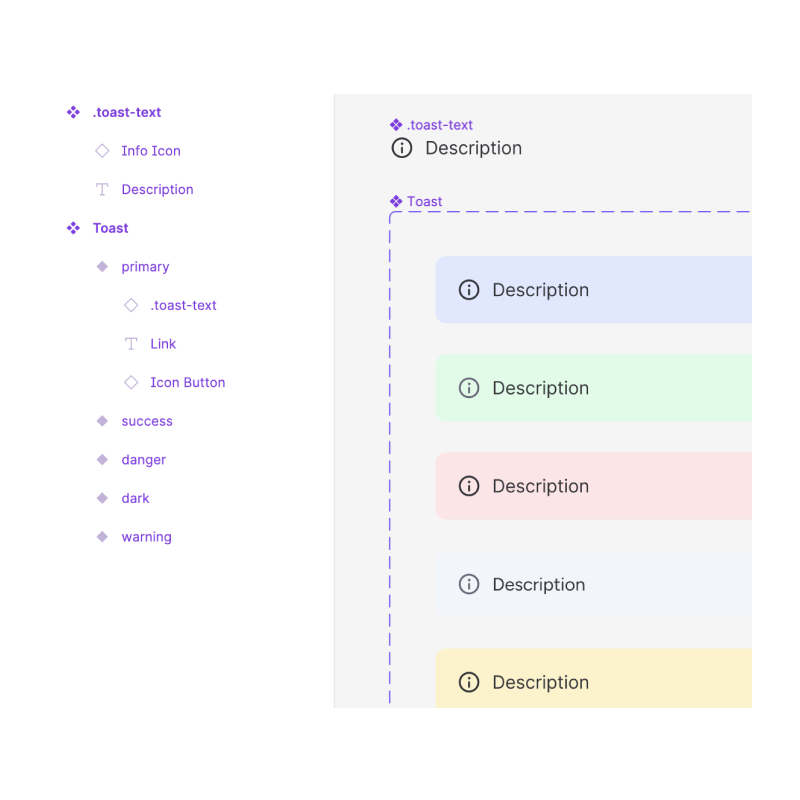 .toast-text
Info Icon
Description
Toast
primary
.toast-text
Link
Icon Button
success
danger
dark
warning
.toast-text
Description
Toast
Description
Description
Description
Description
Description